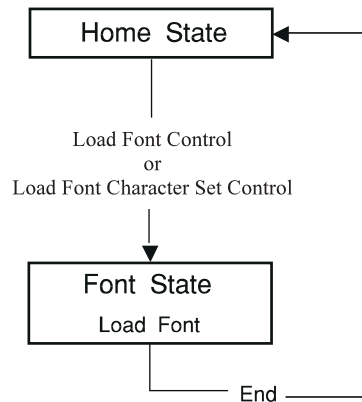 Home State
Load Font Control
or
Load Font Character Set Control
Font State
Load Font
End